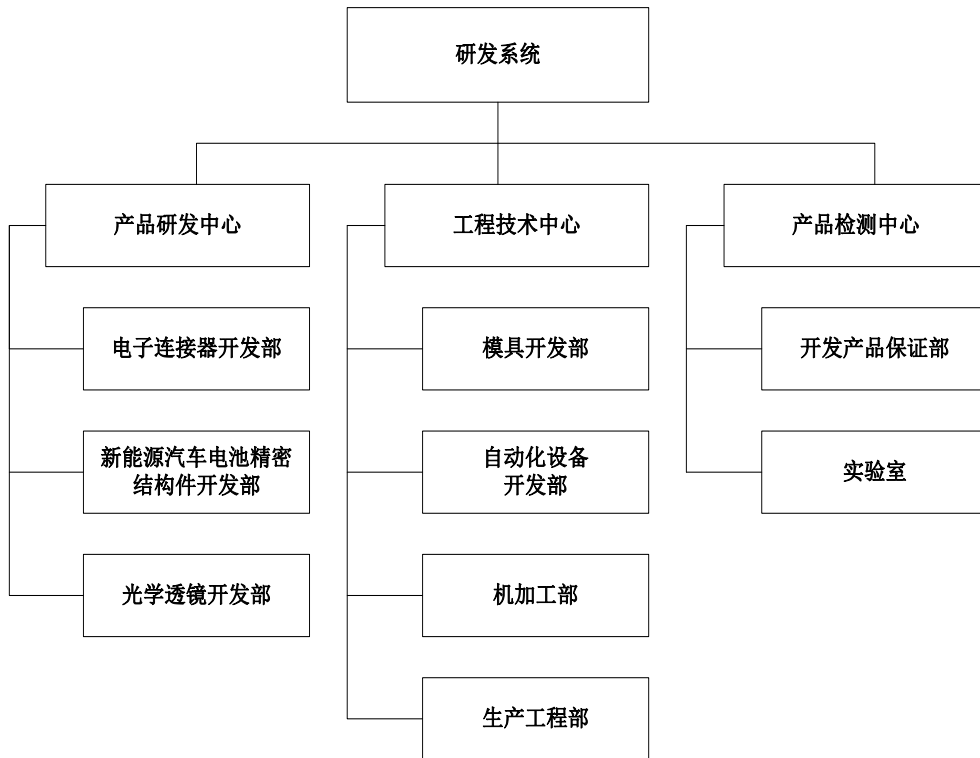 研发系统
产品研发中心
工程技术中心
产品检测中心
电子连接器开发部
模具开发部
开发产品保证部
新能源汽车电池精密
结构件开发部
自动化设备
开发部
实验室
光学透镜开发部
机加工部
生产工程部